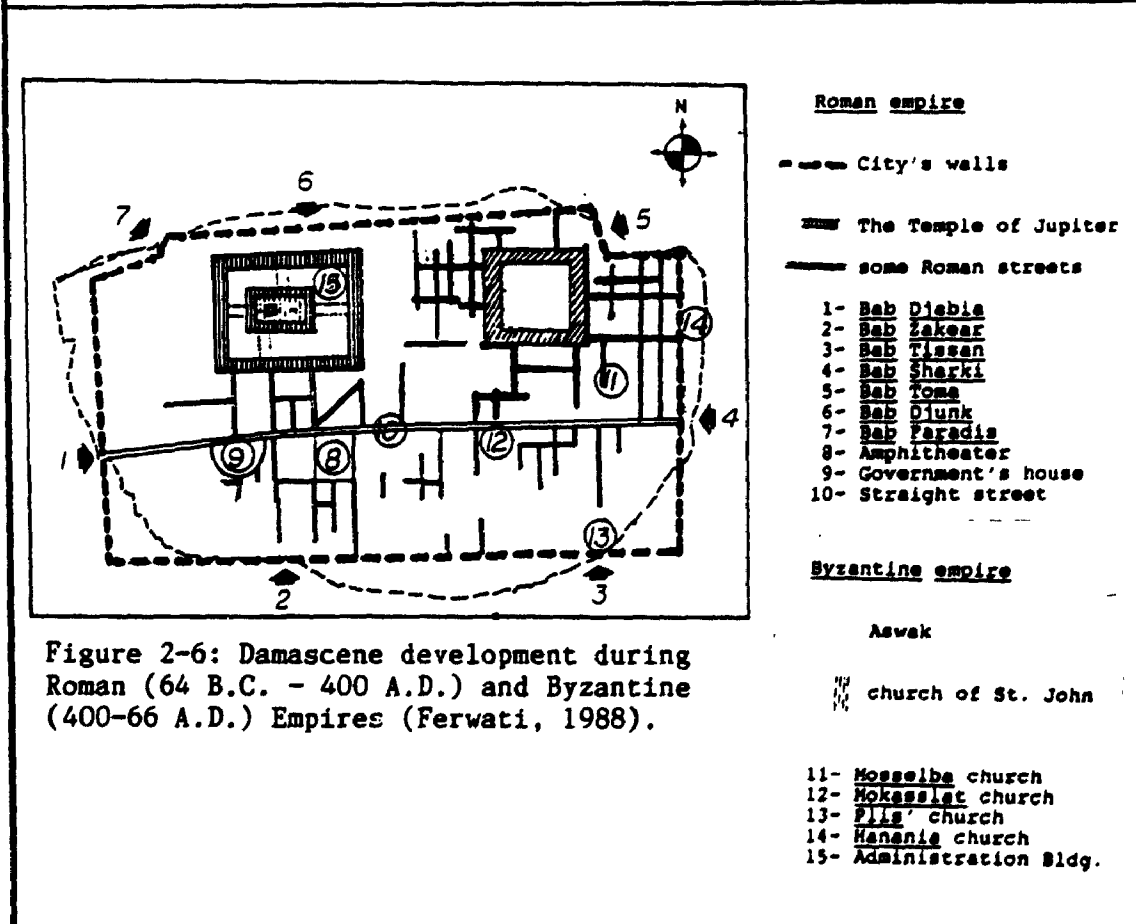 N
6
7
5
15
14
11
4
10
12
1
9
8
13
2
3
Figure 2-6: Damascene development during
Roman (64 B.C. - 400 A.D.) and Byzantine
(400-66 A.D.) Empires (Ferwati, 1988).
Roman empire
City's walls
The Temple of Jupiter
some Roman streets
1- Bab Djabia
2- Bab Zakear
3- Bab Tissan
4- Bab Sharki
5- Bab Toma
6- Bab Djunk
7- Bab Paradis
8- Amphitheater
9- Government's house
10- Straight street
Byzantine empire
Aswak
church of St. John
11- Mosselba church
12- Mokasslat church
13- Plis' church
14- Hanania church
15- Administration Bldg.